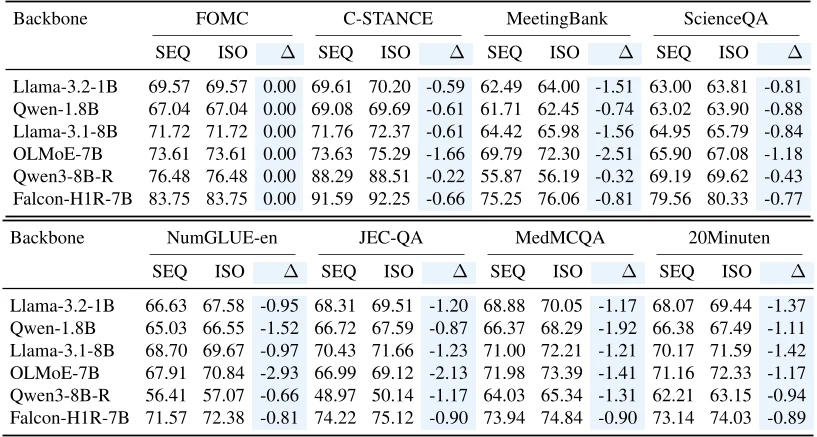 Backbone FOMC C-STANCE MeetingBank ScienceQA
SEQ ISO Δ SEQ ISO Δ SEQ ISO Δ SEQ ISO Δ
Llama-3.2-1B 69.57 69.57 0.00 69.61 70.20 -0.59 62.49 64.00 -1.51 63.00 63.81 -0.81
Qwen-1.8B 67.04 67.04 0.00 69.08 69.69 -0.61 61.71 62.45 -0.74 63.02 63.90 -0.88
Llama-3.1-8B 71.72 71.72 0.00 71.76 72.37 -0.61 64.42 65.98 -1.56 64.95 65.79 -0.84
OLMoE-7B 73.61 73.61 0.00 73.63 75.29 -1.66 69.79 72.30 -2.51 65.90 67.08 -1.18
Qwen3-8B-R 76.48 76.48 0.00 88.29 88.51 -0.22 55.87 56.19 -0.32 69.19 69.62 -0.43
Falcon-H1R-7B 83.75 83.75 0.00 91.59 92.25 -0.66 75.25 76.06 -0.81 79.56 80.33 -0.77
Backbone NumGLUE-en JEC-QA MedMCQA 20Minuten
SEQ ISO Δ SEQ ISO Δ SEQ ISO Δ SEQ ISO Δ
Llama-3.2-1B 66.63 67.58 -0.95 68.31 69.51 -1.20 68.88 70.05 -1.17 68.07 69.44 -1.37
Qwen-1.8B 65.03 66.55 -1.52 66.72 67.59 -0.87 66.37 68.29 -1.92 66.38 67.49 -1.11
Llama-3.1-8B 68.70 69.67 -0.97 70.43 71.66 -1.23 71.00 72.21 -1.21 70.17 71.59 -1.42
OLMoE-7B 67.91 70.84 -2.93 66.99 69.12 -2.13 71.98 73.39 -1.41 71.16 72.33 -1.17
Qwen3-8B-R 56.41 57.07 -0.66 48.97 50.14 -1.17 64.03 65.34 -1.31 62.21 63.15 -0.94
Falcon-H1R-7B 71.57 72.38 -0.81 74.22 75.12 -0.90 73.94 74.84 -0.90 73.14 74.03 -0.89